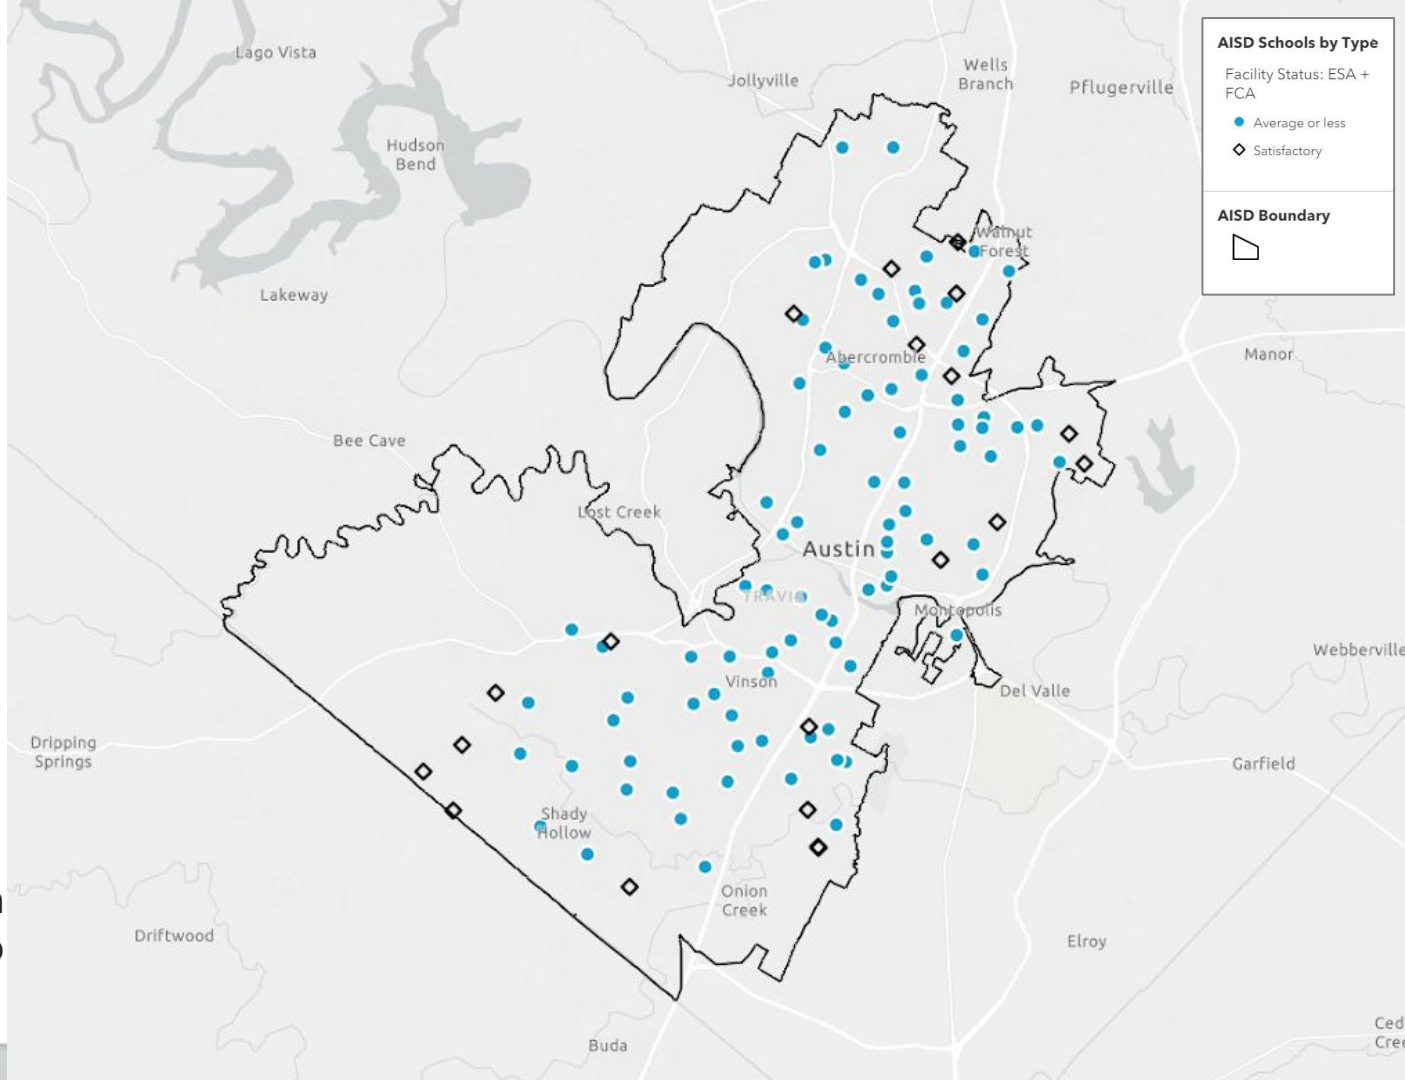 Lago Vista
Jollyville
Wells
Branch
Pflugerville
AISD Schools by Type
Facility Status: ESA +
FCA
Average or less
Satisfactory
AISD Boundary
Hudson
Bend
Walnut
Forest
Lakeway
Abercrombie
Manor
Bee Cave
Lost Creek
Austin
TRAVIS
Montopolis
Webberville
Vinson
Del Valle
Dripping
Springs
Garfield
Shady
Hollow
Onion
Creek
Driftwood
Elroy
Buda
Ced
Cree